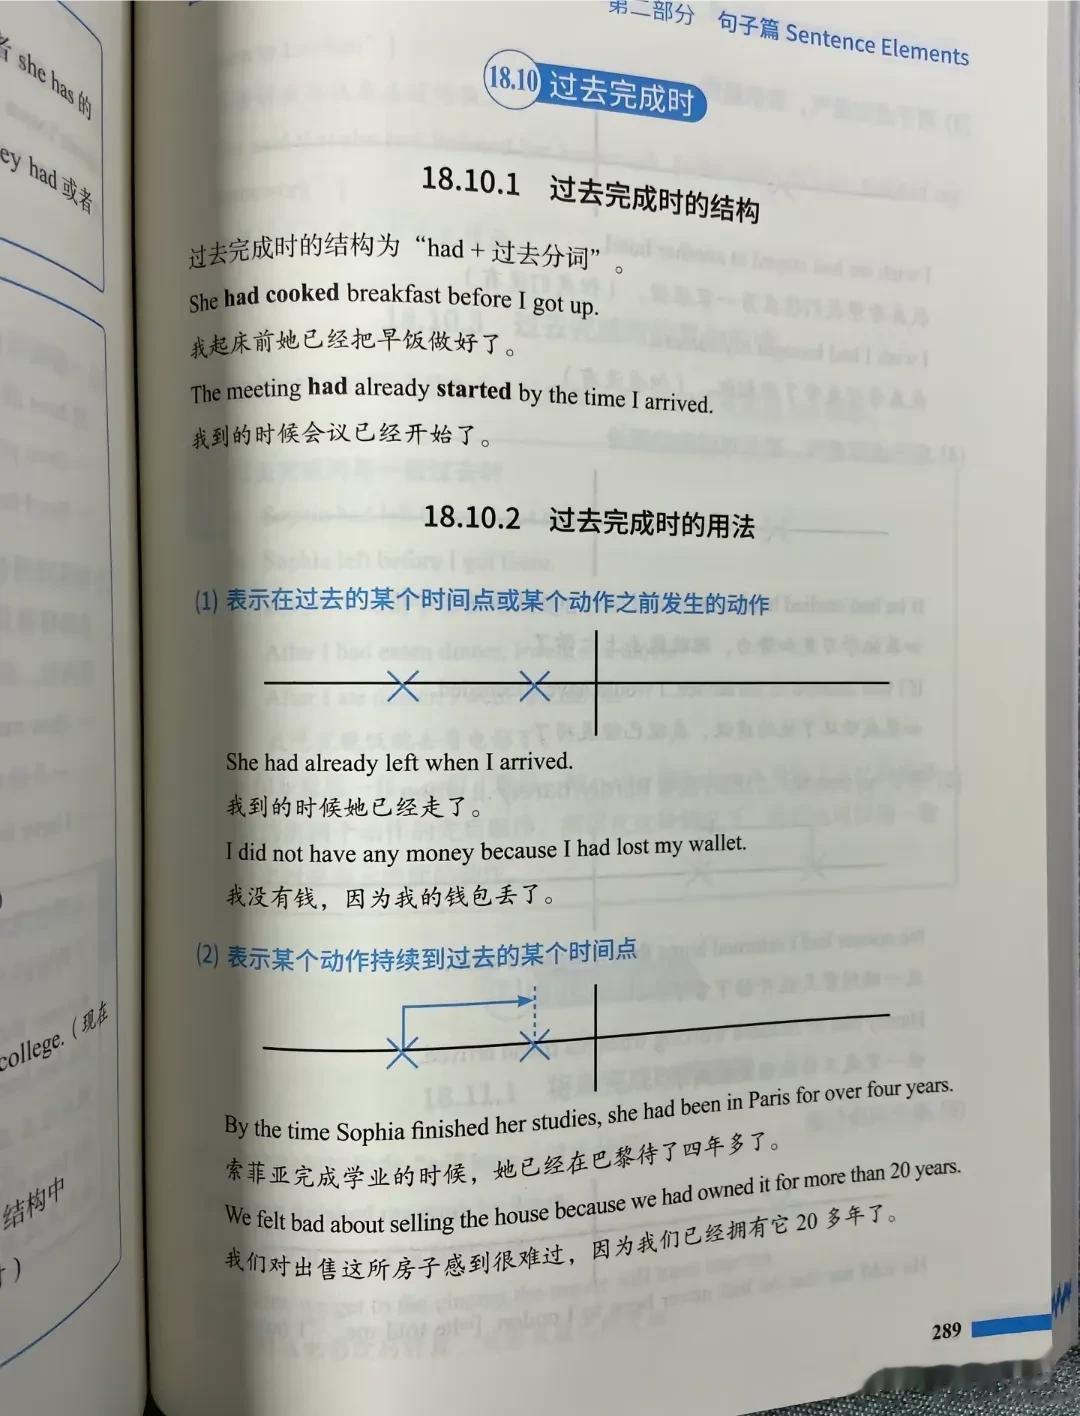 者 she has 的
ey had 或者
college.（现在
结构中
第二部分 句子篇 Sentence Elements
18.10 过去完成时
18.10.1 过去完成时的结构
过去完成时的结构为“had + 过去分词”。
She had cooked breakfast before I got up.
我起床前她已经把早饭做好了。
The meeting had already started by the time I arrived.
我到的时候会议已经开始了。
18.10.2 过去完成时的用法
(1) 表示在过去的某个时间点或某个动作之前发生的动作
She had already left when I arrived.
我到的时候她已经走了。
I did not have any money because I had lost my wallet.
我没有钱，因为我的钱包丢了。
(2) 表示某个动作持续到过去的某个时间点
By the time Sophia finished her studies, she had been in Paris for over four years.
索菲亚完成学业的时候，她已经在巴黎待了四年多了。
We felt bad about selling the house because we had owned it for more than 20 years.
我们对出售这所房子感到很难过，因为我们已经拥有它 20 多年了。
289